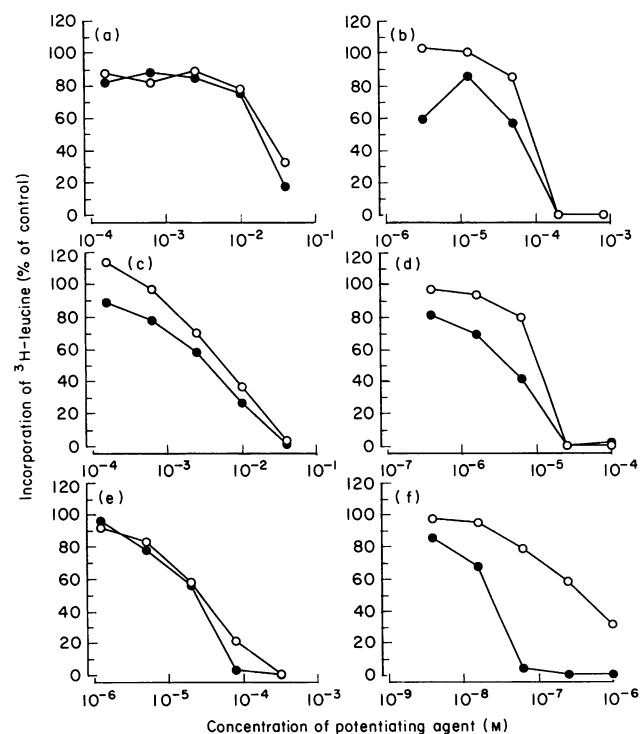 (a) (b)
120 120
100 100
80 80
60 60
40 40
20 20
0 0
10⁻⁴ 10⁻³ 10⁻² 10⁻¹ 10⁻⁶ 10⁻⁵ 10⁻⁴ 10⁻³
(c) (d)
120 120
100 100
80 80
60 60
40 40
20 20
0 0
10⁻⁴ 10⁻³ 10⁻² 10⁻¹ 10⁻⁷ 10⁻⁶ 10⁻⁵ 10⁻⁴
(e) (f)
120 120
100 100
80 80
60 60
40 40
20 20
0 0
10⁻⁶ 10⁻⁵ 10⁻⁴ 10⁻³ 10⁻⁹ 10⁻⁸ 10⁻⁷ 10⁻⁶
Incorporation of ³H-leucine (% of control)
Concentration of potentiating agent (M)